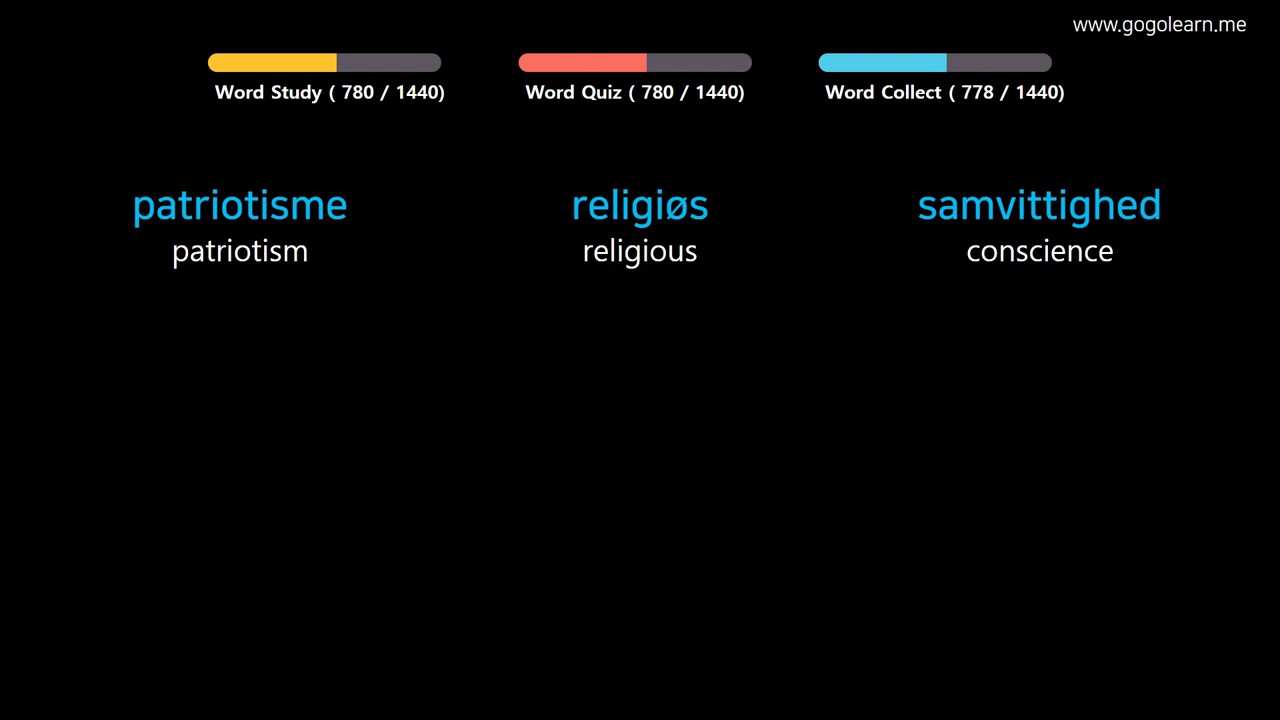 www.gogolearn.me
Word Study ( 780 / 1440)
Word Quiz ( 780 / 1440)
Word Collect ( 778 / 1440)
patriotisme
patriotism
religiøs
religious
samvittighed
conscience